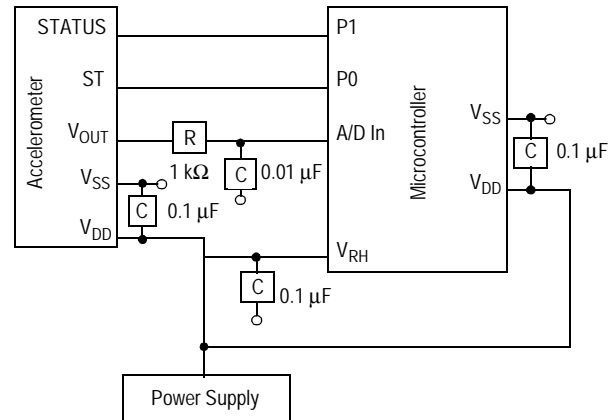 STATUS
P1
ST
P0
Accelerometer
V_OUT
R
A/D In
Microcontroller
V_SS
1 kΩ
C
0.01 µF
C
0.1 µF
V_SS
C
0.1 µF
V_DD
V_DD
V_RH
C
0.1 µF
Power Supply